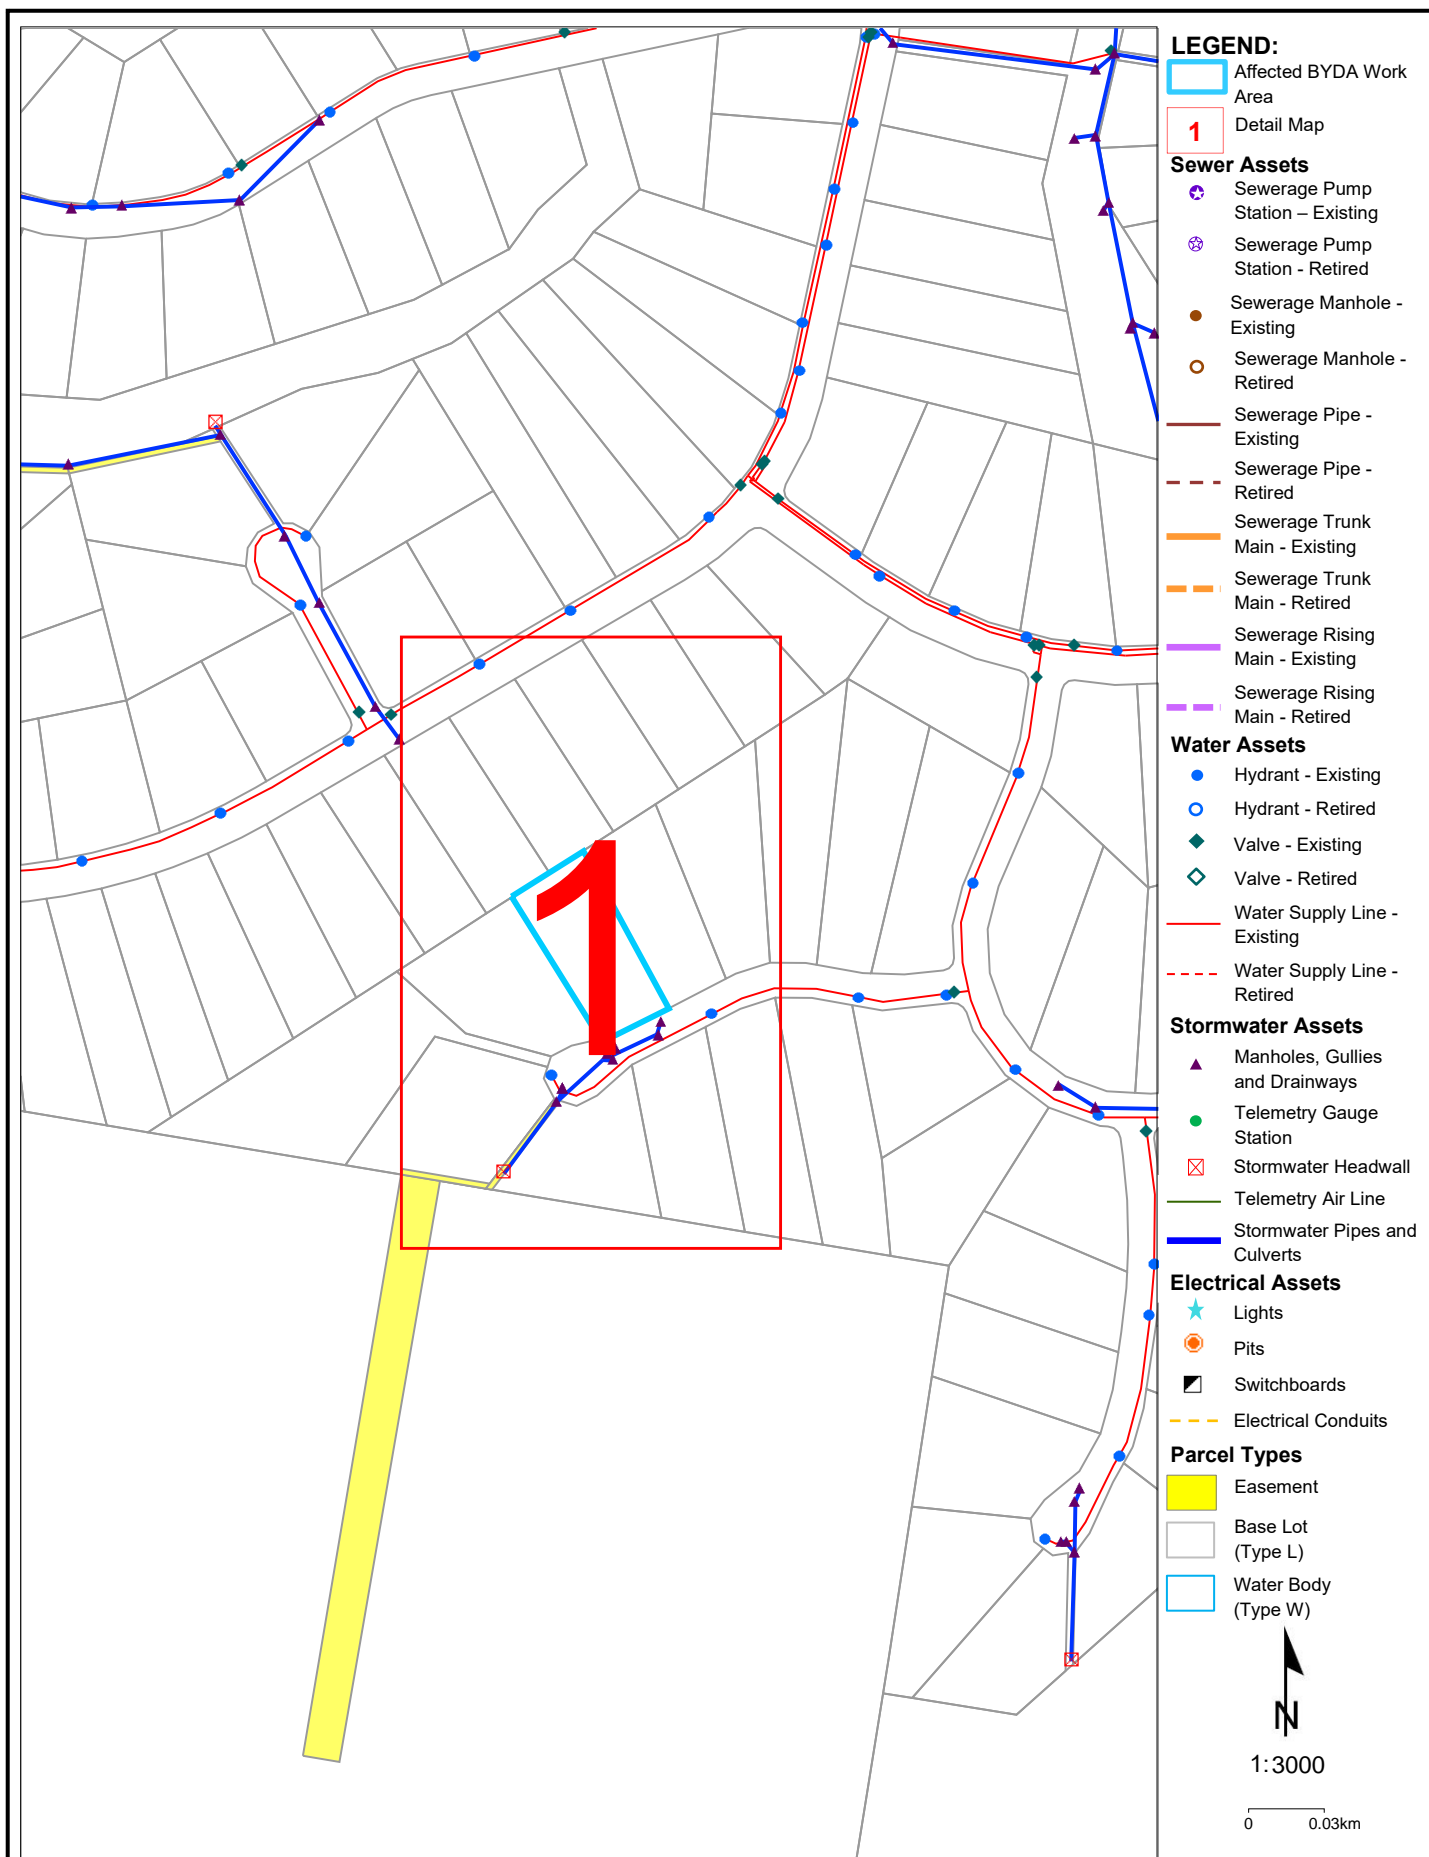 LEGEND:
Affected BYDA Work
Area
1
Detail Map
Sewer Assets
Sewerage Pump
Station – Existing
Sewerage Pump
Station - Retired
Sewerage Manhole -
Existing
Sewerage Manhole -
Retired
Sewerage Pipe -
Existing
Sewerage Pipe -
Retired
Sewerage Trunk
Main - Existing
Sewerage Trunk
Main - Retired
Sewerage Rising
Main - Existing
Sewerage Rising
Main - Retired
Water Assets
Hydrant - Existing
Hydrant - Retired
Valve - Existing
Valve - Retired
Water Supply Line -
Existing
Water Supply Line -
Retired
Stormwater Assets
Manholes, Gullies
and Drainways
Telemetry Gauge
Station
Stormwater Headwall
Telemetry Air Line
Stormwater Pipes and
Culverts
Electrical Assets
Lights
Pits
Switchboards
Electrical Conduits
Parcel Types
Easement
Base Lot
(Type L)
Water Body
(Type W)
N
1:3000
0 0.03km
1